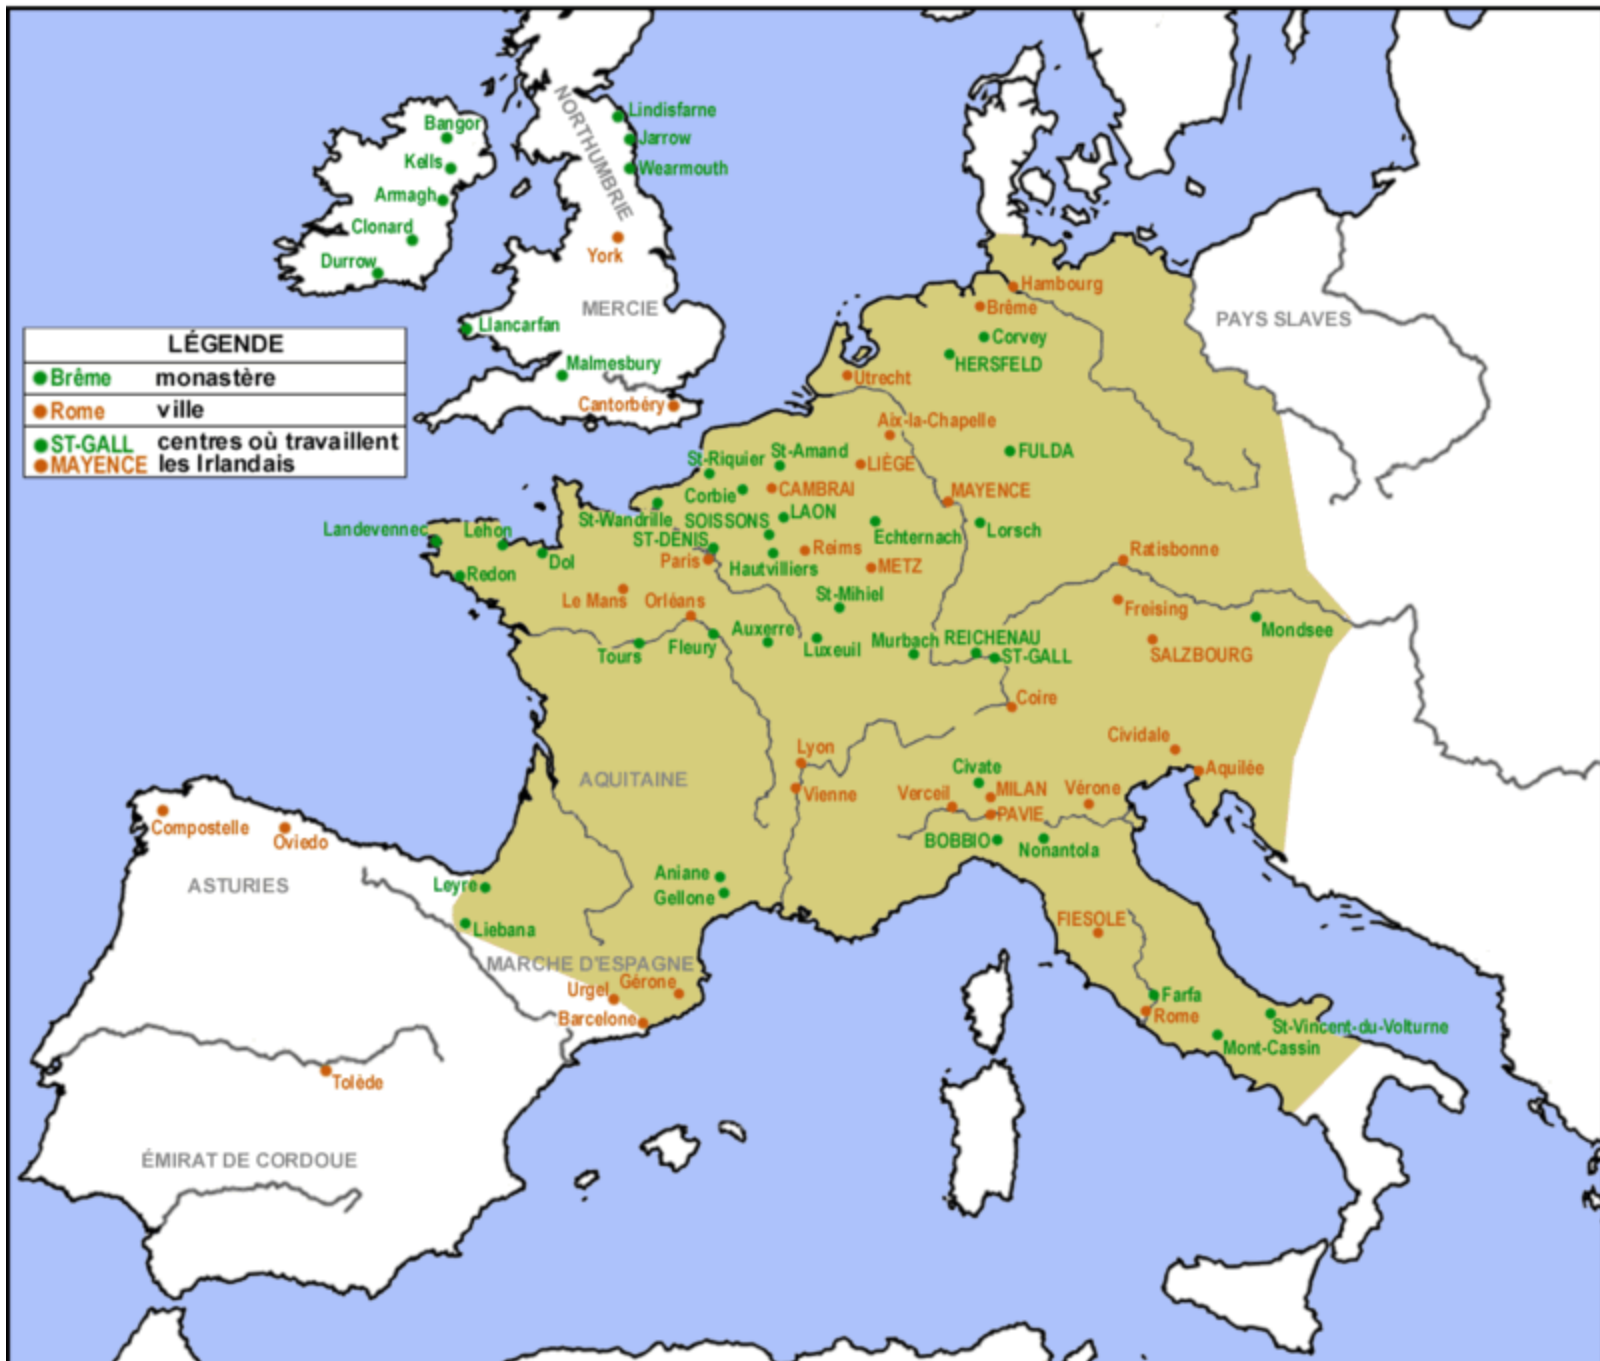 Lindisfarne
Bangor
Jarrow
Kells
Wearmouth
NORTHUMBRIE
Armagh
Clonard
York
Durrow
Hambourg
MERCIE
Brême
PAYS SLAVES
Llancarfan
Corvey
LÉGENDE
Brême monastère
Rome ville
ST-GALL centres où travaillent
MAYENCE les Irlandais
Malmesbury
HERSFELD
Utrecht
Cantorbéry
Aix-la-Chapelle
St-Amand
FULDA
St-Riquier
LIÈGE
CAMBRAI
MAYENCE
Corbie
LAON
St-Wandrille
SOISSONS
Landevennec
Lehon
Echternach
Lorsch
ST-DENIS
Reims
Ratisbonne
Paris
Dol
Hautvilliers
METZ
Redon
St-Mihiel
Le Mans
Orléans
Freising
Auxerre
Mondsee
Murbach
REICHENAU
Tours
Fleury
Luxeuil
ST-GALL
SALZBOURG
Coire
Cividale
Lyon
Civate
Aquilée
AQUITAINE
Vienne
Verceil
MILAN
Vérone
PAVIE
Compostelle
Oviedo
BOBBIO
Nonantola
ASTURIES
Leyre
Aniane
Gellone
FIESOLE
Liebana
MARCHE D'ESPAGNE
Urgel
Gérone
Farfa
Barcelone
Rome
St-Vincent-du-Volturne
Mont-Cassin
Tolède
ÉMIRAT DE CORDOUE